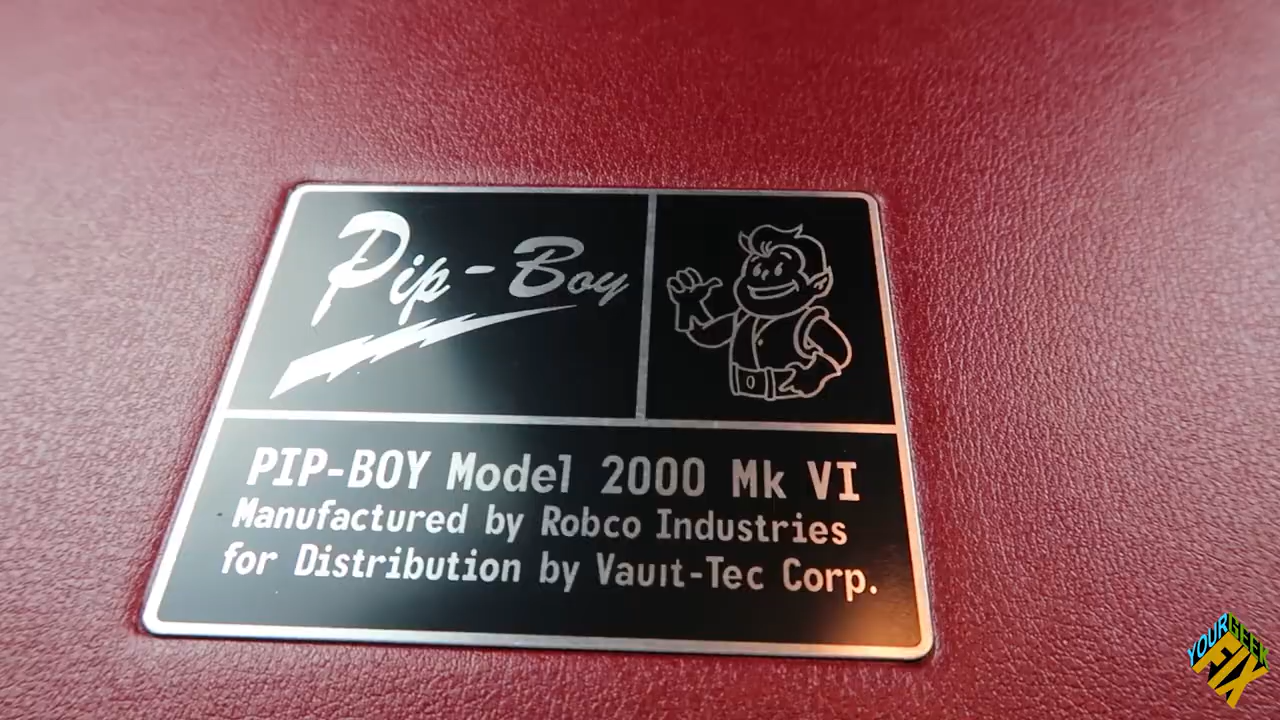 Pip-Boy
PIP-BOY Model 2000 Mk VI
Manufactured by Robco Industries
for Distribution by Vault-Tec Corp.
YOUR GEEK
FIX